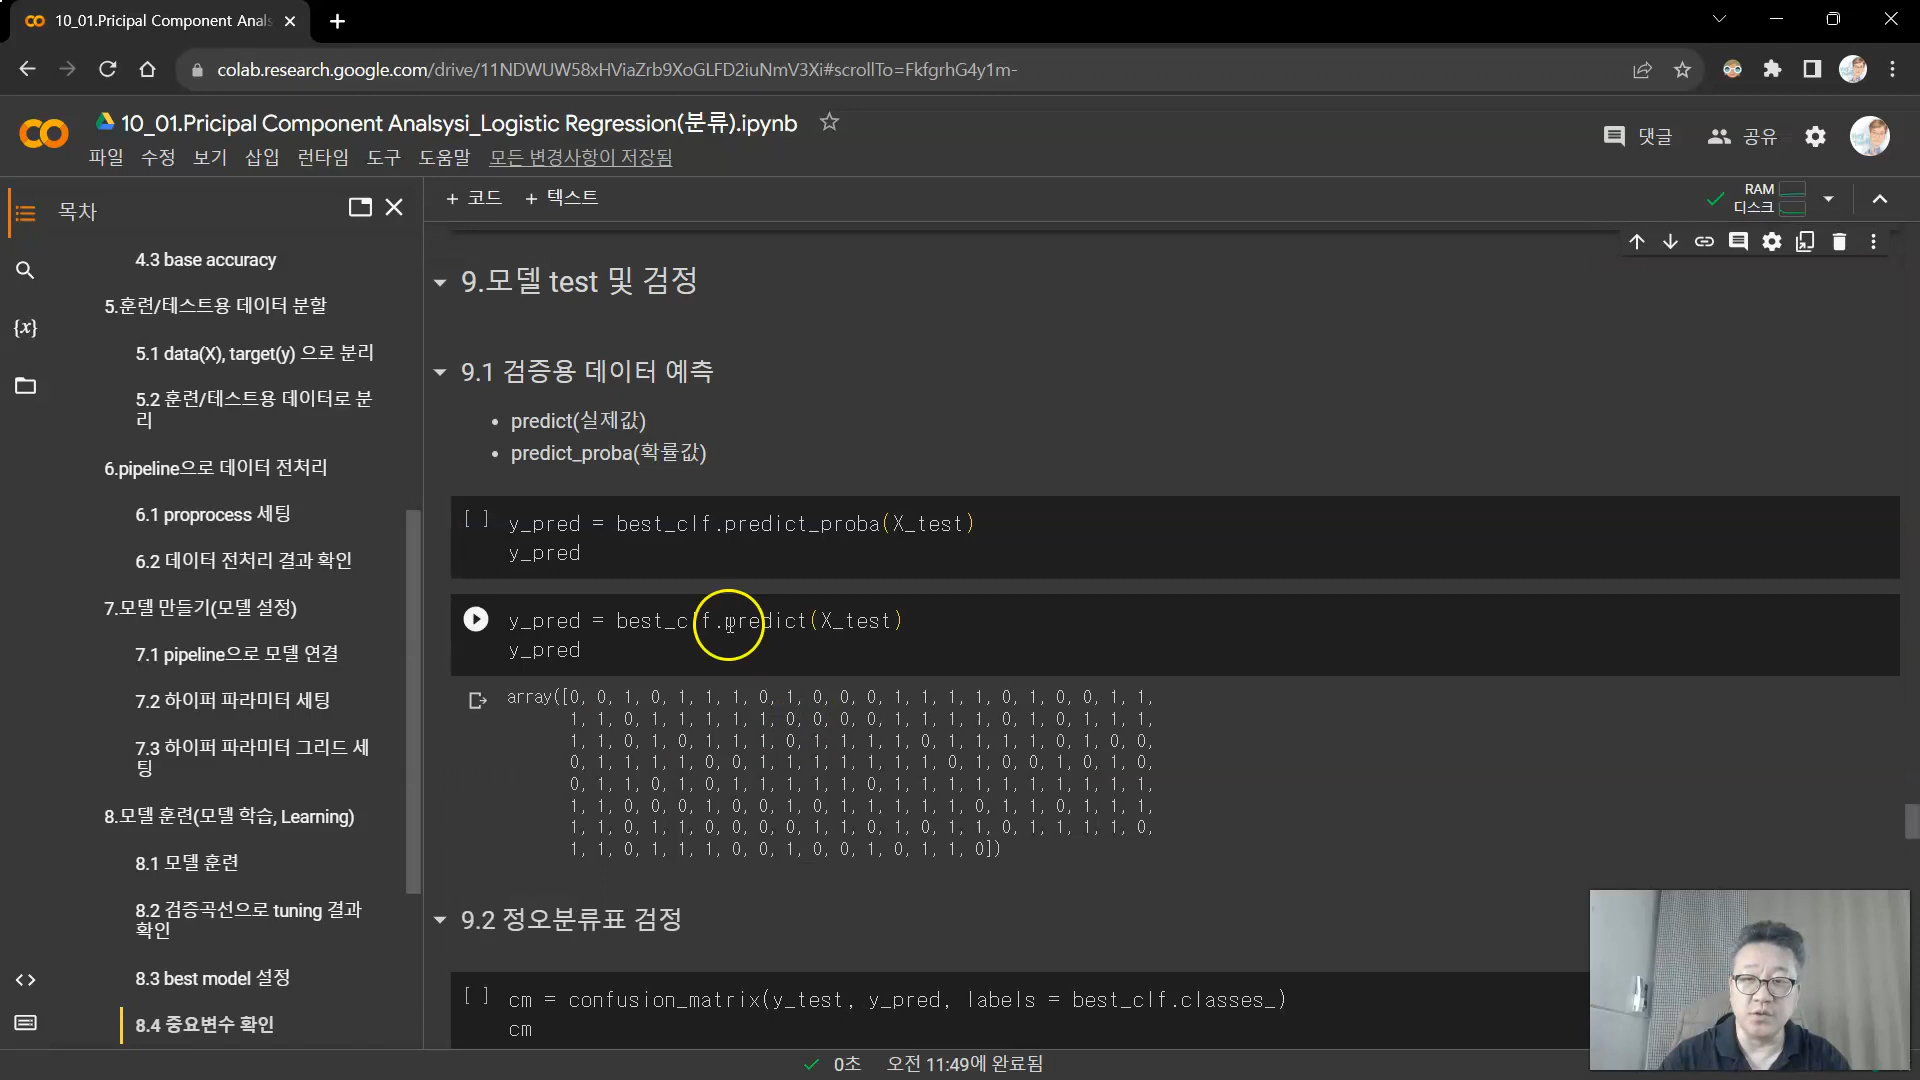 10_01.Pricipal Component Anals
colab.research.google.com/drive/11NDWUW58xHViaZrb9XoGLFD2iuNmV3Xi#scrollTo=FkfgrhG4y1m-
10_01.Pricipal Component Analsysi_Logistic Regression(분류).ipynb
댓글
공유
파일 수정 보기 삽입 런타임 도구 도움말 모든 변경사항이 저장됨
목차
+ 코드 + 텍스트
RAM
디스크
4.3 base accuracy
5.훈련/테스트용 데이터 분할
5.1 data(X), target(y) 으로 분리
5.2 훈련/테스트용 데이터로 분
리
6.pipeline으로 데이터 전처리
6.1 proprocess 세팅
6.2 데이터 전처리 결과 확인
7.모델 만들기(모델 설정)
7.1 pipeline으로 모델 연결
7.2 하이퍼 파라미터 세팅
7.3 하이퍼 파라미터 그리드 세
팅
8.모델 훈련(모델 학습, Learning)
8.1 모델 훈련
8.2 검증곡선으로 tuning 결과
확인
8.3 best model 설정
8.4 중요변수 확인
9.모델 test 및 검정
9.1 검증용 데이터 예측
• predict(실제값)
• predict_proba(확률값)
[ ] y_pred = best_clf.predict_proba(X_test)
y_pred
y_pred = best_clf.predict(X_test)
y_pred
array([0, 0, 1, 0, 1, 1, 1, 0, 1, 0, 0, 0, 1, 1, 1, 1, 0, 1, 0, 0, 1, 1,
1, 1, 0, 1, 1, 1, 1, 1, 0, 0, 0, 0, 1, 1, 1, 1, 0, 1, 0, 1, 1, 1,
1, 1, 0, 1, 0, 1, 1, 1, 0, 1, 1, 1, 1, 0, 1, 1, 1, 1, 0, 1, 0, 0,
0, 1, 1, 1, 1, 0, 0, 1, 1, 1, 1, 1, 1, 1, 0, 1, 0, 0, 1, 0, 1, 0,
0, 1, 1, 0, 1, 0, 1, 1, 1, 1, 1, 0, 1, 1, 1, 1, 1, 1, 1, 1, 1, 1,
1, 1, 0, 0, 0, 1, 0, 0, 1, 0, 1, 1, 1, 1, 1, 0, 1, 1, 0, 1, 1, 1,
1, 1, 0, 1, 1, 0, 0, 0, 0, 1, 1, 0, 1, 0, 1, 1, 0, 1, 1, 1, 1, 0,
1, 1, 0, 1, 1, 1, 0, 0, 1, 0, 0, 1, 0, 1, 1, 0])
9.2 정오분류표 검정
[ ] cm = confusion_matrix(y_test, y_pred, labels = best_clf.classes_)
cm
0초 오전 11:49에 완료됨